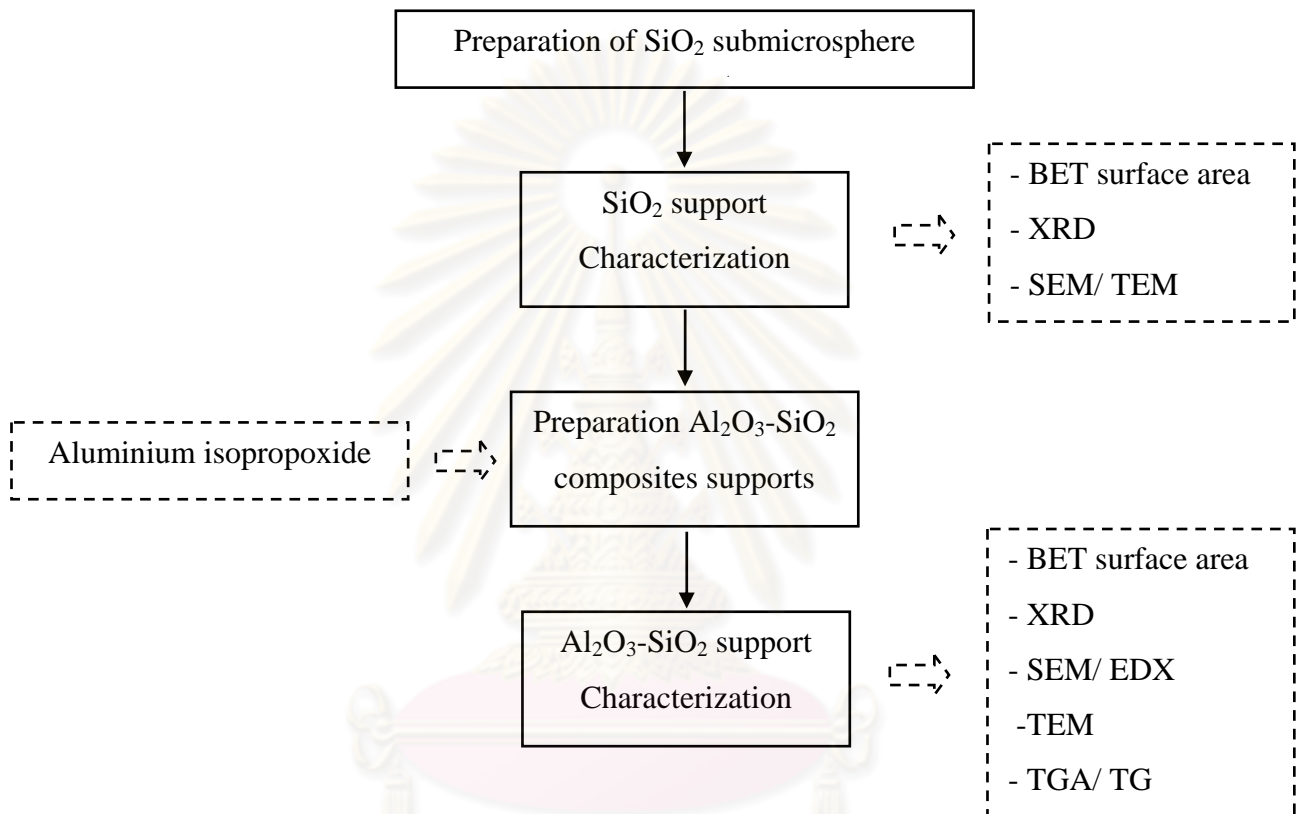 Preparation of SiO₂ submicrosphere
SiO₂ support
Characterization
- BET surface area
- XRD
- SEM/ TEM
Aluminium isopropoxide
Preparation Al₂O₃-SiO₂
composites supports
Al₂O₃-SiO₂ support
Characterization
- BET surface area
- XRD
- SEM/ EDX
-TEM
- TGA/ TG